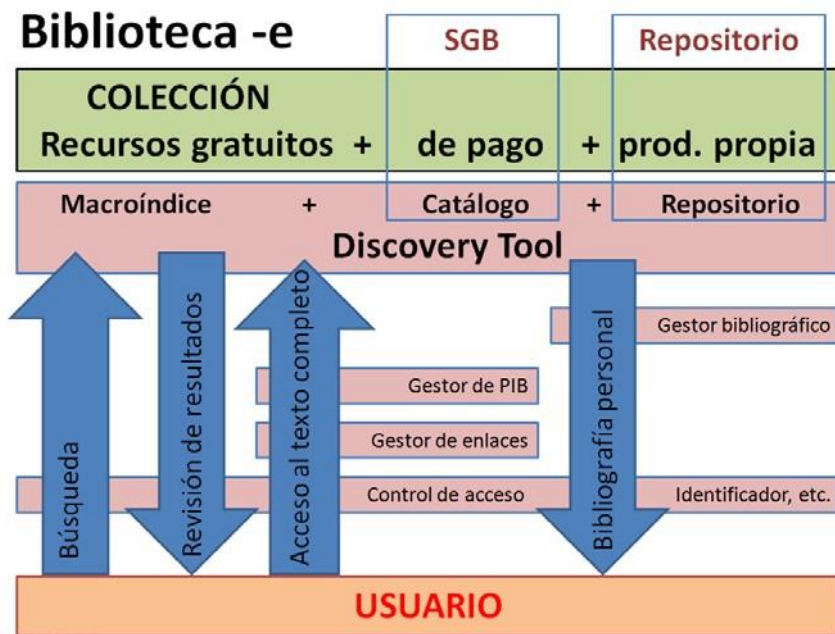 Biblioteca -e
SGB
Repositorio
COLECCIÓN
Recursos gratuitos + de pago + prod. propia
Macroíndice + Catálogo + Repositorio
Discovery Tool
Búsqueda
Revisión de resultados
Acceso al texto completo
Bibliografía personal
Gestor bibliográfico
Gestor de PIB
Gestor de enlaces
Control de acceso
Identificador, etc.
USUARIO